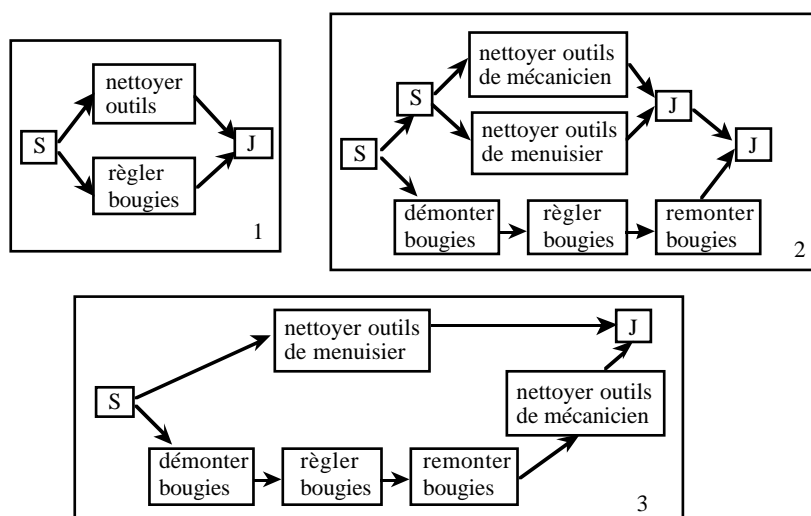 nettoyer
outils
S
J
règler
bougies
1
nettoyer outils
de mécanicien
S
J
nettoyer outils
de menuisier
S
J
démonter
bougies
règler
bougies
remonter
bougies
2
nettoyer outils
de menuisier
J
S
nettoyer outils
de mécanicien
démonter
bougies
règler
bougies
remonter
bougies
3